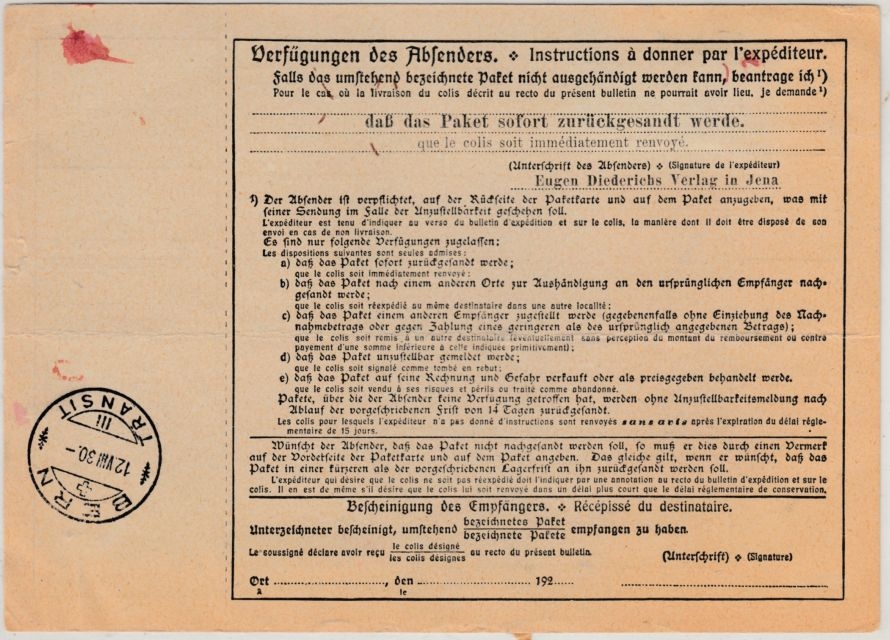 Verfügungen des Absenders. ❖ Instructions à donner par l'expéditeur.
Falls das umstehend bezeichnete Paket nicht ausgehändigt werden kann, beantrage ich ¹)
Pour le cas, où la livraison du colis décrit au recto du présent bulletin ne pourrait avoir lieu, je demande ¹)
daß das Paket sofort zurückgesandt werde.
que le colis soit immédiatement renvoyé.
(Unterschrift des Absenders) ❖ (Signature de l'expéditeur)
Eugen Diederichs Verlag in Jena
¹) Der Absender ist verpflichtet, auf der Rückseite der Paketkarte und auf dem Paket anzugeben, was mit
seiner Sendung im Falle der Unzustellbarkeit geschehen soll.
L'expéditeur est tenu d'indiquer au verso du bulletin d'expédition et sur le colis, la manière dont il doit être disposé de son
envoi en cas de non livraison.
Es sind nur folgende Verfügungen zugelassen:
Les dispositions suivantes sont seules admises:
a) daß das Paket sofort zurückgesandt werde;
que le colis soit immédiatement renvoyé:
b) daß das Paket nach einem anderen Orte zur Aushändigung an den ursprünglichen Empfänger nach-
gesandt werde;
que le colis soit réexpédié au même destinataire dans une autre localité;
c) daß das Paket einem anderen Empfänger zugestellt werde (gegebenenfalls ohne Einziehung des Nach-
nahmebetrags oder gegen Zahlung eines geringeren als des ursprünglich angegebenen Betrags);
que le colis soit remis à un autre destinataire (éventuellement sans perception du montant du remboursement ou contre
payement d'une somme inférieure à celle indiquée primitivement);
d) daß das Paket unzustellbar gemeldet werde;
que le colis soit signalé comme tombé en rebut;
e) daß das Paket auf seine Rechnung und Gefahr verkauft oder als preisgegeben behandelt werde.
que le colis soit vendu à ses risques et périls ou traité comme abandonné.
Pakete, über die der Absender keine Verfügung getroffen hat, werden ohne Unzustellbarkeitsmeldung nach
Ablauf der vorgeschriebenen Frist von 14 Tagen zurückgesandt.
Les colis pour lesquels l'expéditeur n'a pas donné d'instructions sont renvoyés sans avis après l'expiration du délai régle-
mentaire de 15 jours.
Wünscht der Absender, daß das Paket nicht nachgesandt werden soll, so muß er dies durch einen Vermerk
auf der Vorderseite der Paketkarte und auf dem Paket angeben. Das gleiche gilt, wenn er wünscht, daß das
Paket in einer kürzeren als der vorgeschriebenen Lagerfrist an ihn zurückgesandt werden soll.
L'expéditeur qui désire que le colis ne soit pas réexpédié doit l'indiquer par une annotation au recto du bulletin d'expédition et sur le
colis. Il en est de même s'il désire que le colis lui soit renvoyé dans un délai plus court que le délai réglementaire de conservation.
Bescheinigung des Empfängers. ❖ Récépissé du destinataire.
Unterzeichneter bescheinigt, umstehend bezeichnetes Paket / bezeichnete Pakete empfangen zu haben.
Le soussigné déclare avoir reçu le colis désigné / les colis désignés au recto du présent bulletin.
(Unterschrift) ❖ (Signature)
Ort ............, den ............ 192......
A le
BERN
TRANSIT
12.VIII 30.-
III